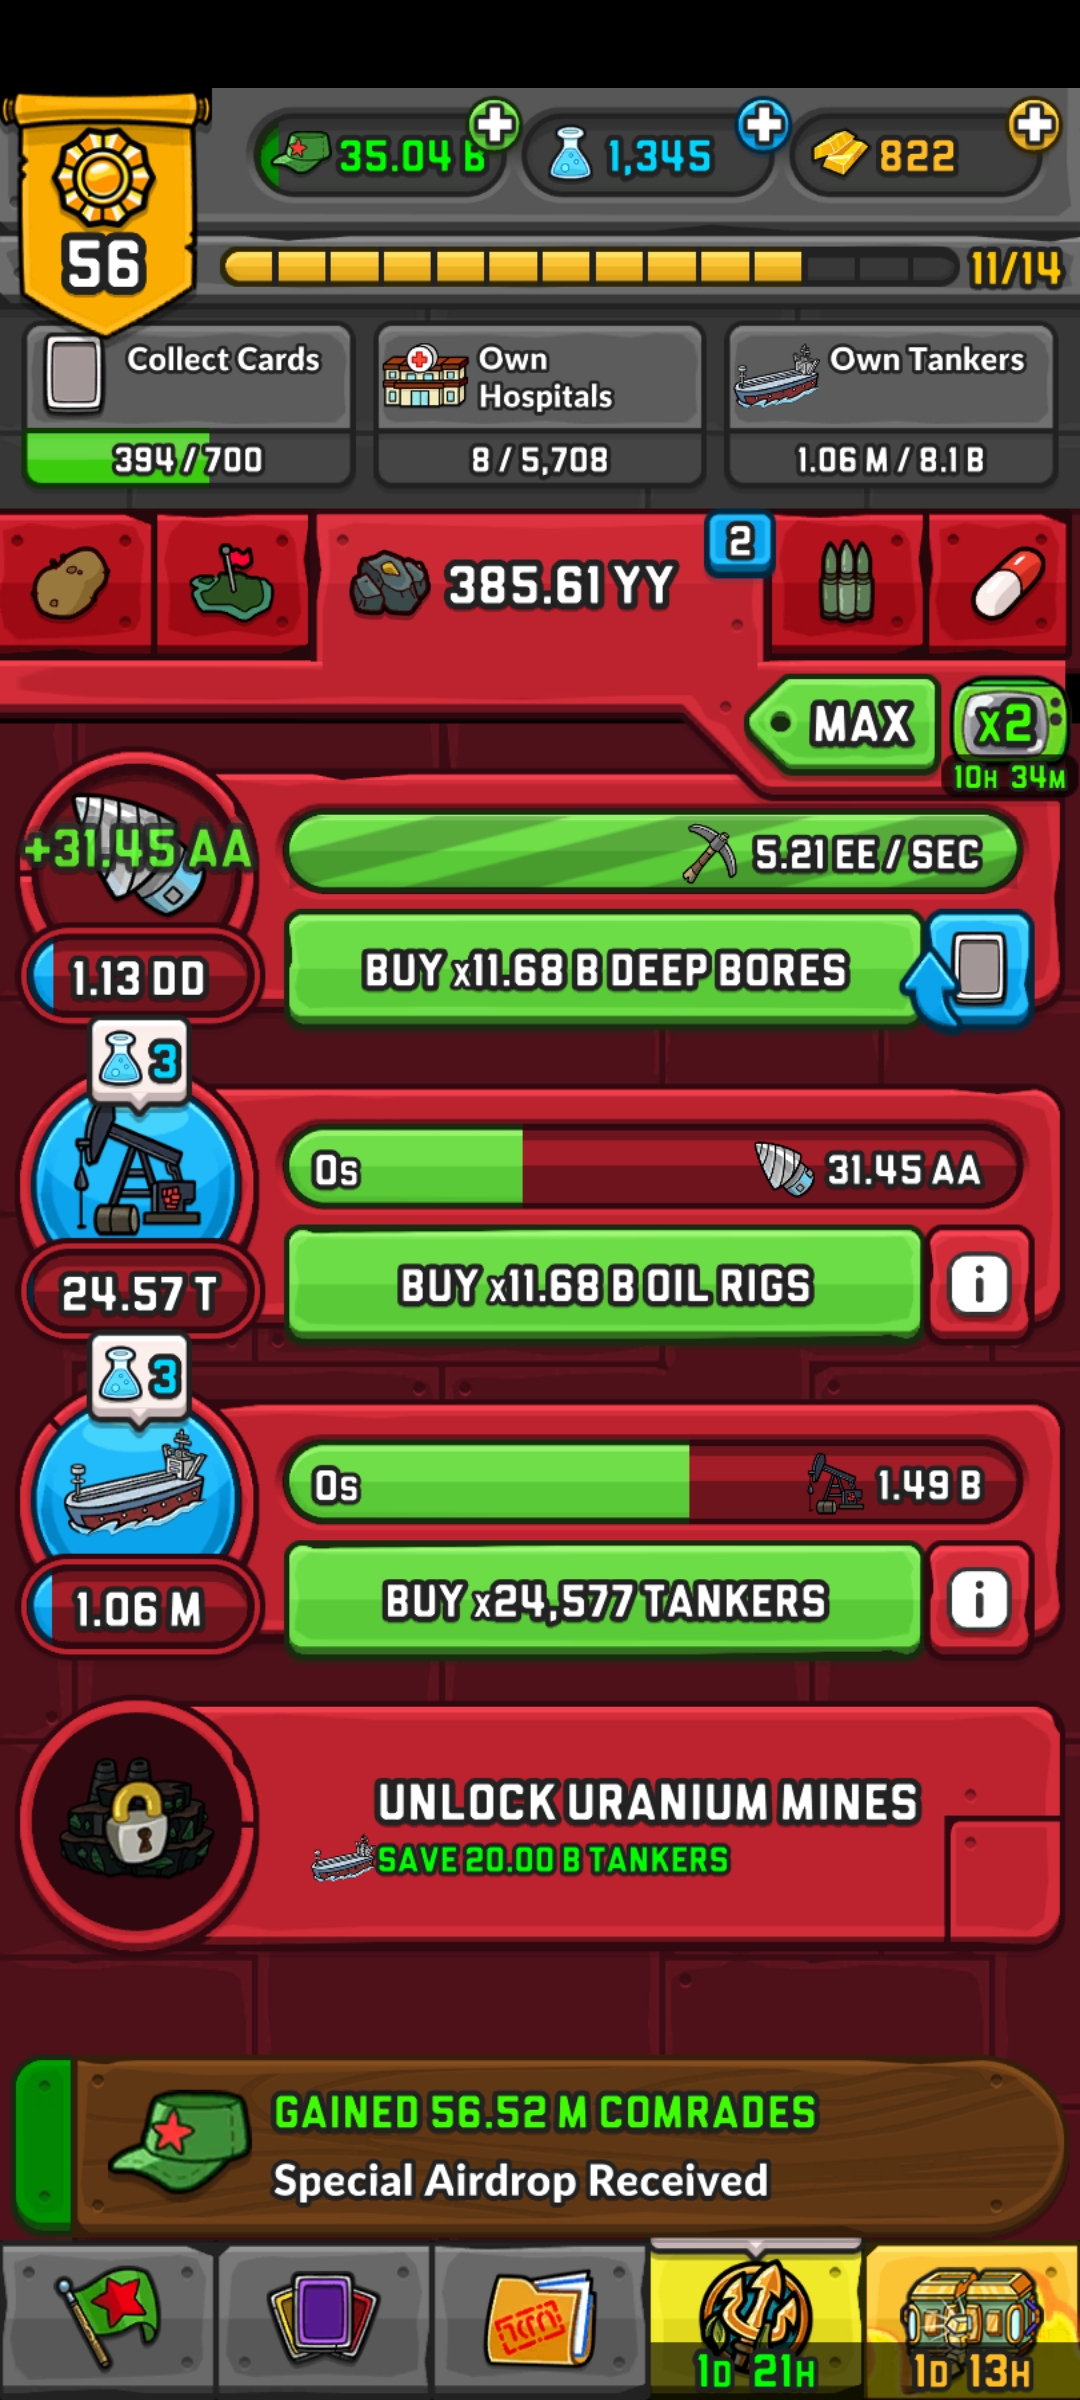 56
35.04 B
1,345
822
11/14
Collect Cards
394/700
Own
Hospitals
8/5,708
Own Tankers
1.06 M/8.1 B
385.61 YY
2
MAX
x2
10H 34M
+31.45 AA
5.21 EE/SEC
1.13 DD
BUY x11.68 B DEEP BORES
3
0s
31.45 AA
24.57 T
BUY x11.68 B OIL RIGS
i
3
0s
1.49 B
1.06 M
BUY x24,577 TANKERS
i
UNLOCK URANIUM MINES
SAVE 20.00 B TANKERS
GAINED 56.52 M COMRADES
Special Airdrop Received
1D 21H
1D 13H